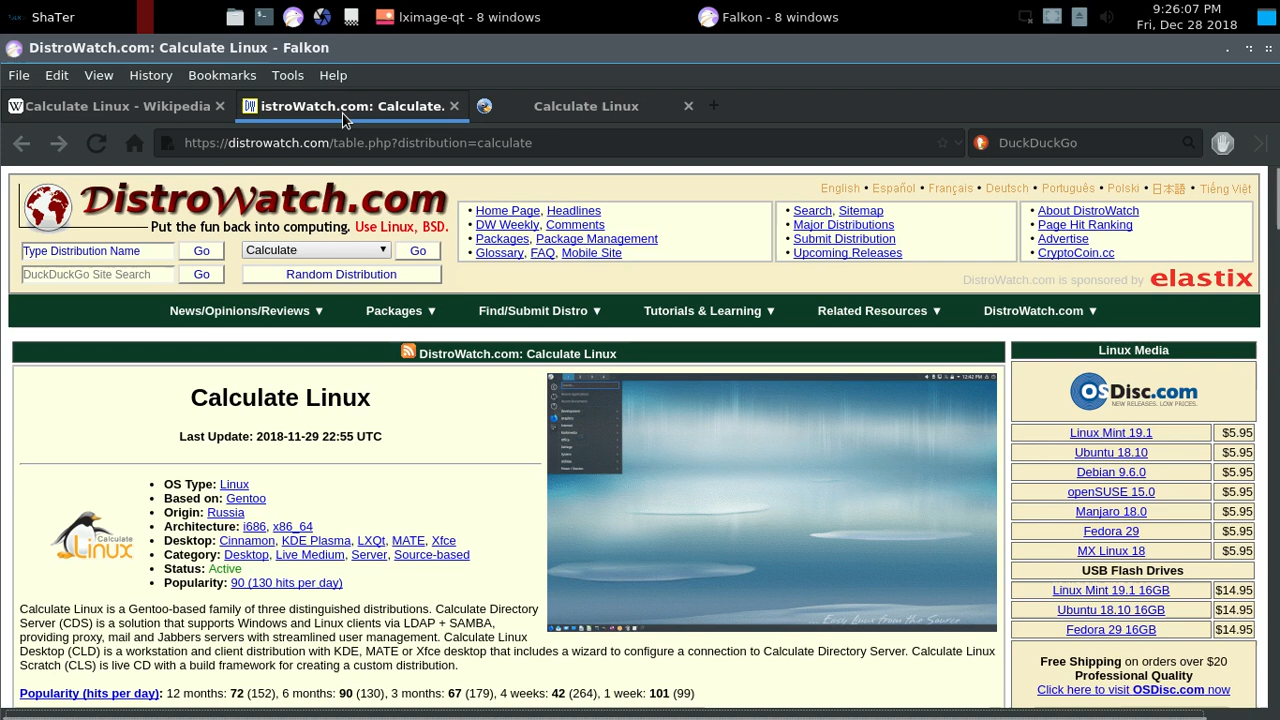 ShaTer
lximage-qt - 8 windows
Falkon - 8 windows
9:26:07 PM
Fri, Dec 28 2018
DistroWatch.com: Calculate Linux - Falkon
File Edit View History Bookmarks Tools Help
Calculate Linux - Wikipedia
istroWatch.com: Calculate.
Calculate Linux
https://distrowatch.com/table.php?distribution=calculate
DuckDuckGo
DistroWatch.com
Put the fun back into computing. Use Linux, BSD.
English • Español • Français • Deutsch • Português • Polski • 日本語 • Tiếng Việt
• Home Page, Headlines
• DW Weekly, Comments
• Packages, Package Management
• Glossary, FAQ, Mobile Site
• Search, Sitemap
• Major Distributions
• Submit Distribution
• Upcoming Releases
• About DistroWatch
• Page Hit Ranking
• Advertise
• CryptoCoin.cc
Type Distribution Name Go Calculate Go
DuckDuckGo Site Search Go Random Distribution
DistroWatch.com is sponsored by elastix
News/Opinions/Reviews ▼ Packages ▼ Find/Submit Distro ▼ Tutorials & Learning ▼ Related Resources ▼ DistroWatch.com ▼
DistroWatch.com: Calculate Linux
Calculate Linux
Last Update: 2018-11-29 22:55 UTC
Calculate
Linux
• OS Type: Linux
• Based on: Gentoo
• Origin: Russia
• Architecture: i686, x86_64
• Desktop: Cinnamon, KDE Plasma, LXQt, MATE, Xfce
• Category: Desktop, Live Medium, Server, Source-based
• Status: Active
• Popularity: 90 (130 hits per day)
12:42 PM
... Easy Linux from the Source
Calculate Linux is a Gentoo-based family of three distinguished distributions. Calculate Directory
Server (CDS) is a solution that supports Windows and Linux clients via LDAP + SAMBA,
providing proxy, mail and Jabbers servers with streamlined user management. Calculate Linux
Desktop (CLD) is a workstation and client distribution with KDE, MATE or Xfce desktop that includes a wizard to configure a connection to Calculate Directory Server. Calculate Linux
Scratch (CLS) is live CD with a build framework for creating a custom distribution.
Popularity (hits per day): 12 months: 72 (152), 6 months: 90 (130), 3 months: 67 (179), 4 weeks: 42 (264), 1 week: 101 (99)
Linux Media
OSDisc.com
NEW RELEASES. LOW PRICES.
Linux Mint 19.1 $5.95
Ubuntu 18.10 $5.95
Debian 9.6.0 $5.95
openSUSE 15.0 $5.95
Manjaro 18.0 $5.95
Fedora 29 $5.95
MX Linux 18 $5.95
USB Flash Drives
Linux Mint 19.1 16GB $14.95
Ubuntu 18.10 16GB $14.95
Fedora 29 16GB $14.95
Free Shipping on orders over $20
Professional Quality
Click here to visit OSDisc.com now